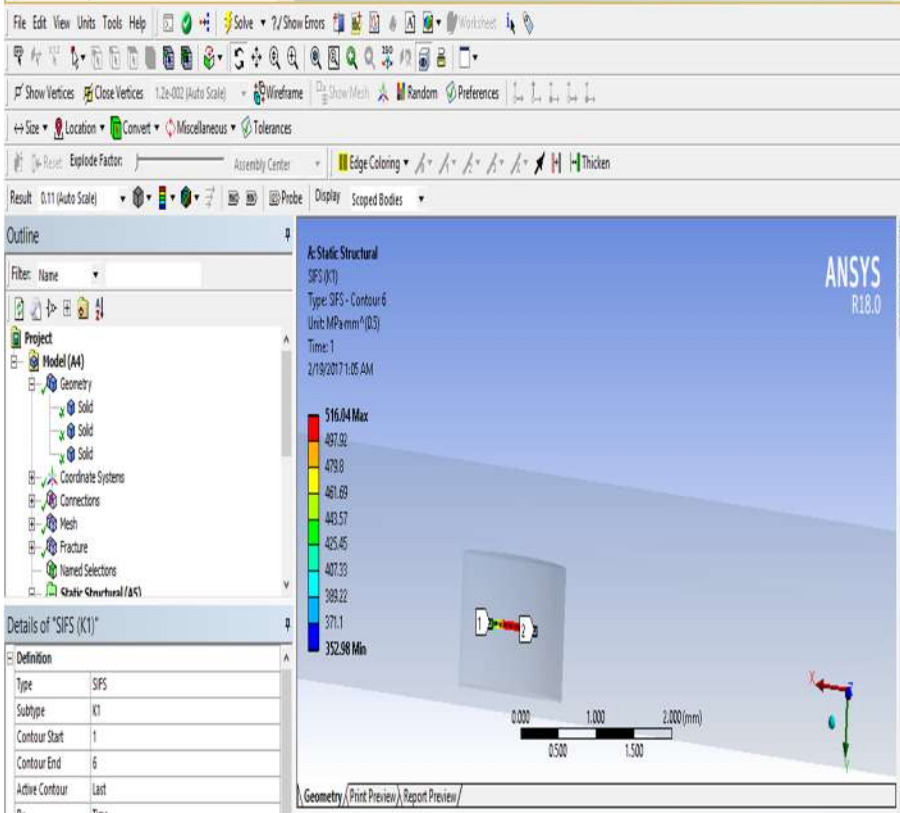 File Edit View Units Tools Help Solve ▼ ?/ Show Errors A Worksheet i
ISO
Show Vertices Close Vertices 1.2e-002 (Auto Scale) Wireframe Show Mesh Random Preferences
Size ▼ Location ▼ Convert ▼ Miscellaneous ▼ Tolerances
Reset Explode Factor: Assembly Center Edge Coloring ▼ Thicken
Result 0.11 (Auto Scale) Probe Display Scoped Bodies
Outline
Filter: Name
Project
Model (A4)
Geometry
Solid
Solid
Solid
Coordinate Systems
Connections
Mesh
Fracture
Named Selections
Static Structural (A5)
Details of "SIFS (K1)"
Definition
Type SIFS
Subtype K1
Contour Start 1
Contour End 6
Active Contour Last
By Time
A: Static Structural
SIFS (K1)
Type: SIFS - Contour 6
Unit: MPa·mm^(0.5)
Time: 1
2/19/2017 1:05 AM
516.04 Max
497.92
479.8
461.69
443.57
425.45
407.33
389.22
371.1
352.98 Min
ANSYS
R18.0
1 2
X
Y
0.000 1.000 2.000 (mm)
0.500 1.500
Geometry Print Preview Report Preview